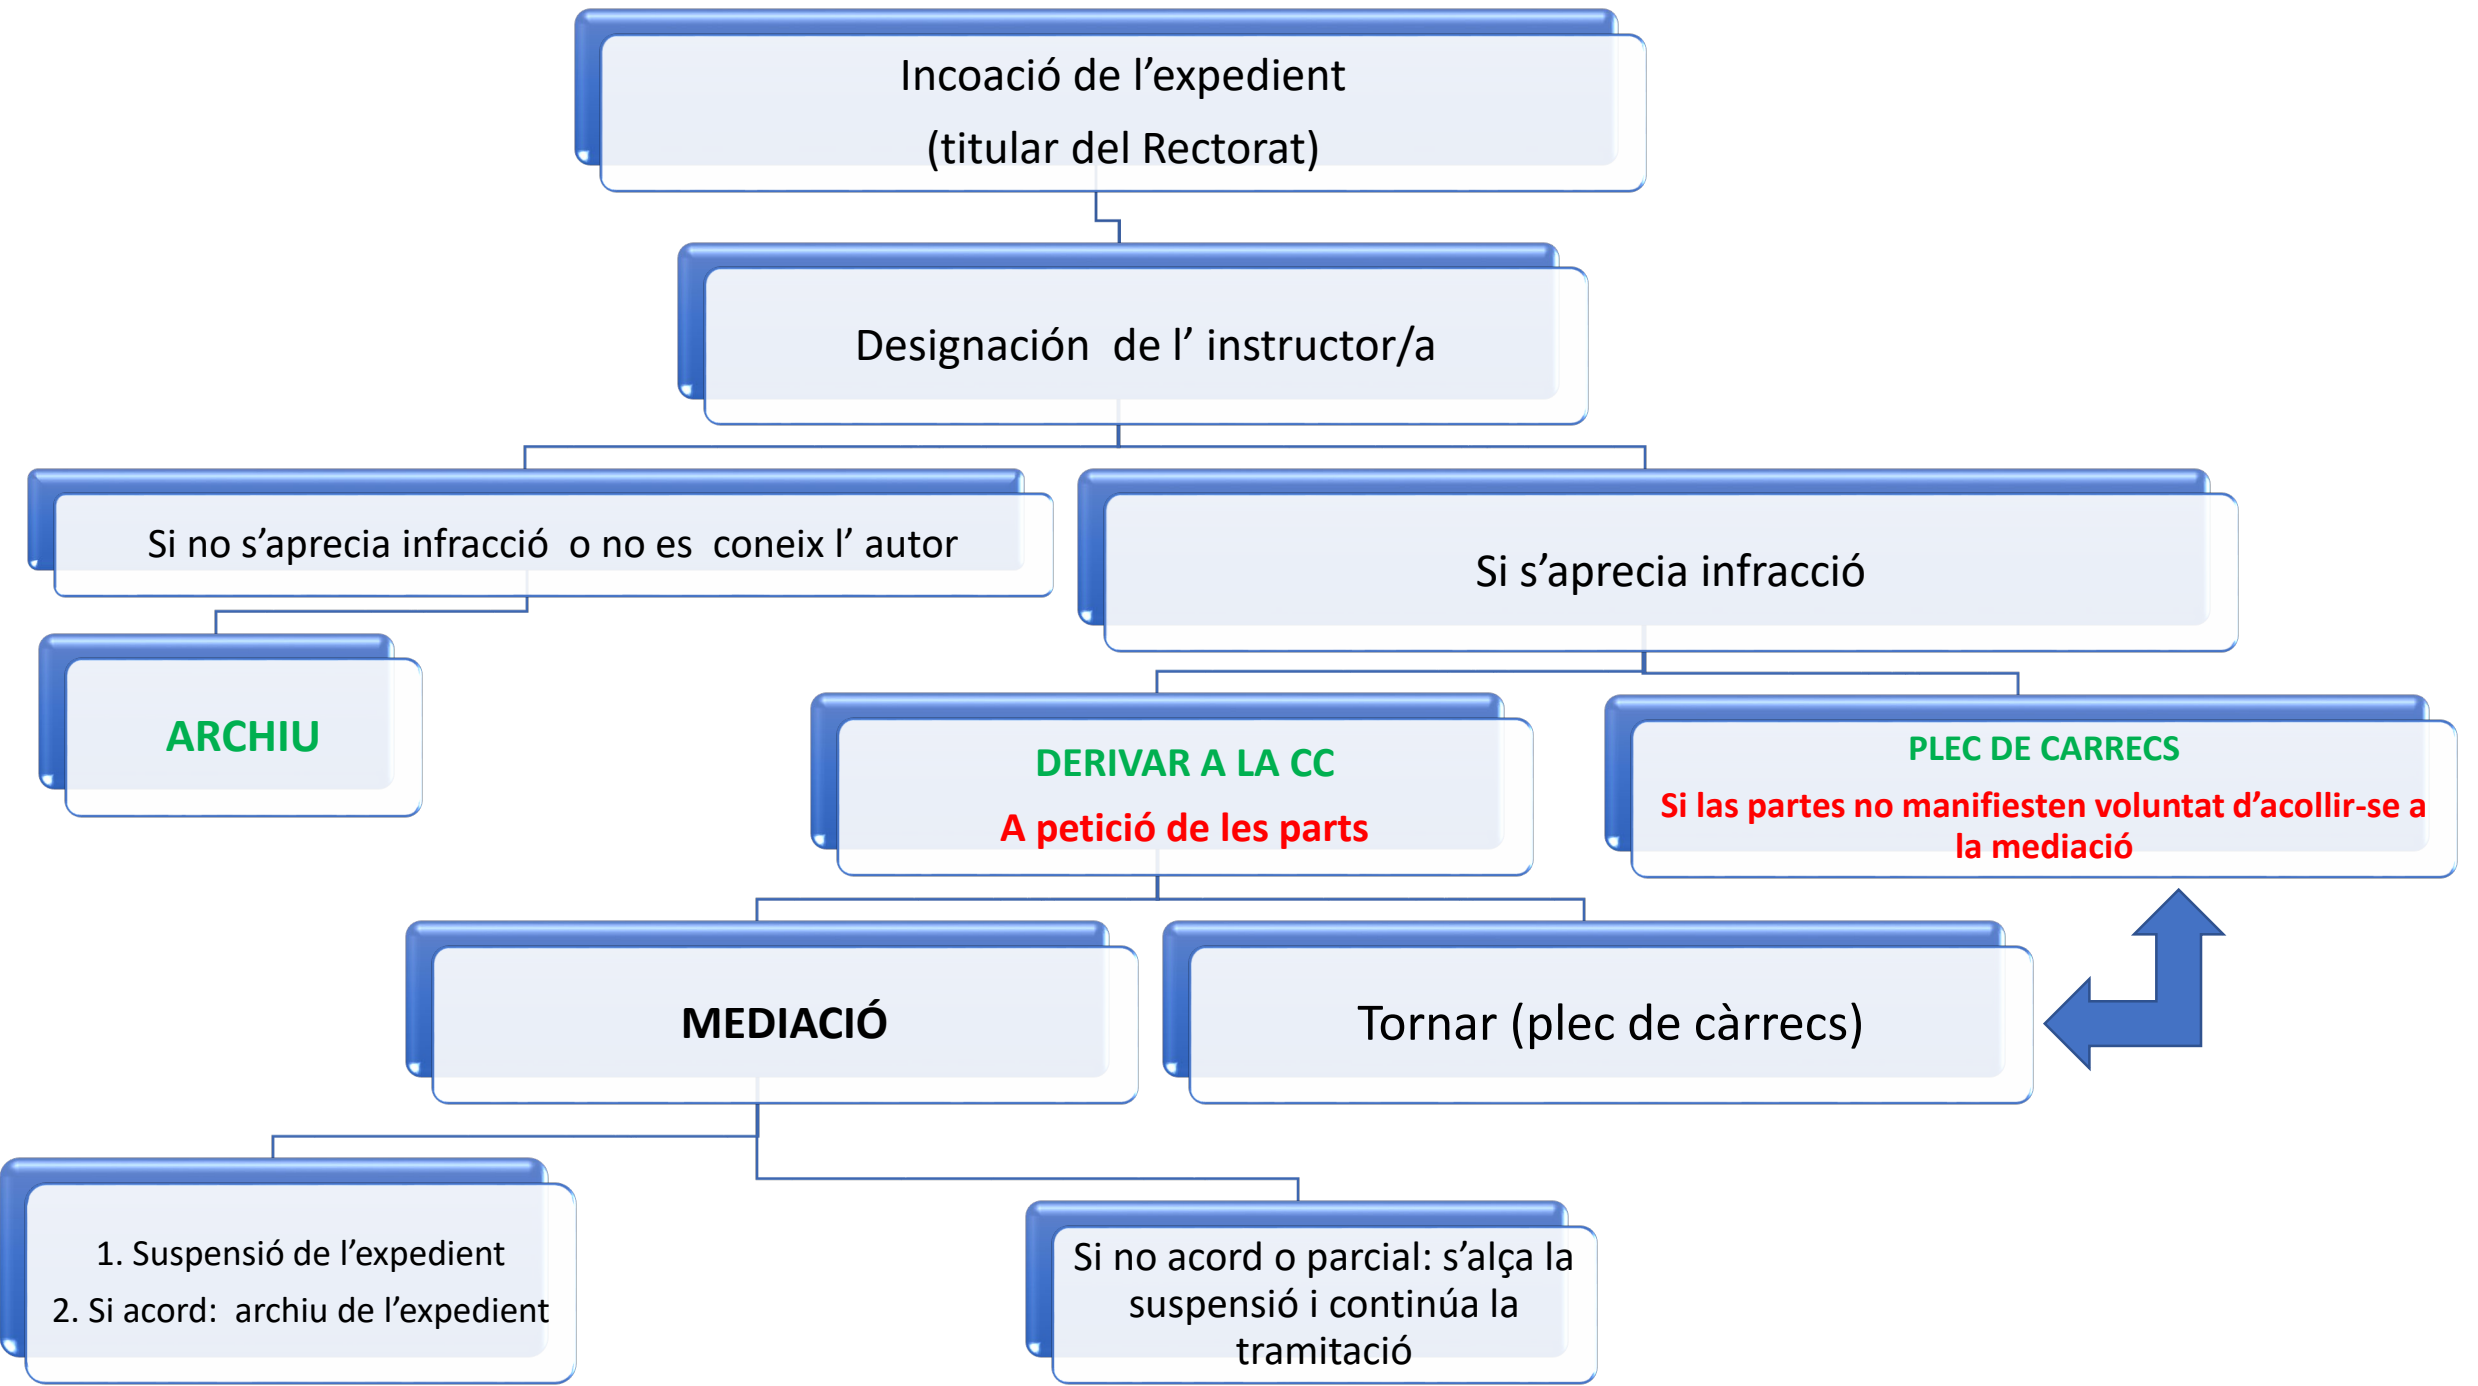 Incoació de l’expedient
(titular del Rectorat)
Designación de l’ instructor/a
Si no s’aprecia infracció o no es coneix l’ autor
Si s’aprecia infracció
ARCHIU
DERIVAR A LA CC
A petició de les parts
PLEC DE CARRECS
Si las partes no manifiesten voluntat d’acollir-se a
la mediació
MEDIACIÓ
Tornar (plec de càrrecs)
1. Suspensió de l’expedient
2. Si acord: archiu de l’expedient
Si no acord o parcial: s’alça la
suspensió i continúa la
tramitació